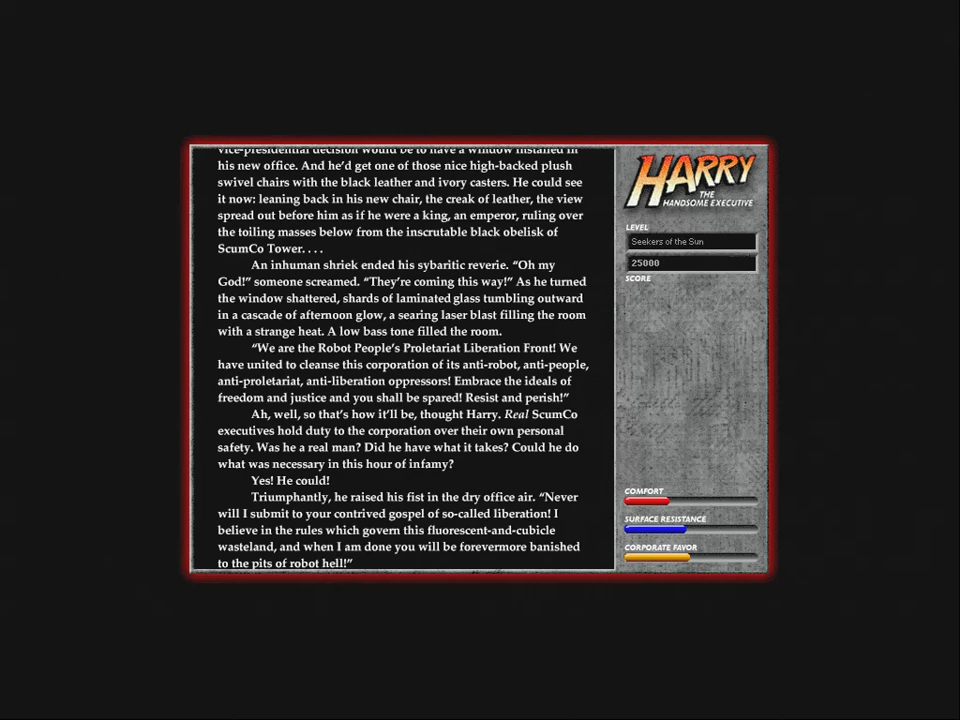 vice-presidential decision would be to have a window installed in
his new office. And he'd get one of those nice high-backed plush
swivel chairs with the black leather and ivory casters. He could see
it now: leaning back in his new chair, the creak of leather, the view
spread out before him as if he were a king, an emperor, ruling over
the toiling masses below from the inscrutable black obelisk of
ScumCo Tower. . . .
An inhuman shriek ended his sybaritic reverie. “Oh my
God!” someone screamed. “They’re coming this way!” As he turned
the window shattered, shards of laminated glass tumbling outward
in a cascade of afternoon glow, a searing laser blast filling the room
with a strange heat. A low bass tone filled the room.
“We are the Robot People’s Proletariat Liberation Front! We
have united to cleanse this corporation of its anti-robot, anti-people,
anti-proletariat, anti-liberation oppressors! Embrace the ideals of
freedom and justice and you shall be spared! Resist and perish!”
Ah, well, so that’s how it’ll be, thought Harry. Real ScumCo
executives hold duty to the corporation over their own personal
safety. Was he a real man? Did he have what it takes? Could he do
what was necessary in this hour of infamy?
Yes! He could!
Triumphantly, he raised his fist in the dry office air. “Never
will I submit to your contrived gospel of so-called liberation! I
believe in the rules which govern this fluorescent-and-cubicle
wasteland, and when I am done you will be forevermore banished
to the pits of robot hell!”
HARRY
THE
HANDSOME EXECUTIVE
LEVEL
Seekers of the Sun
25000
SCORE
COMFORT
SURFACE RESISTANCE
CORPORATE FAVOR